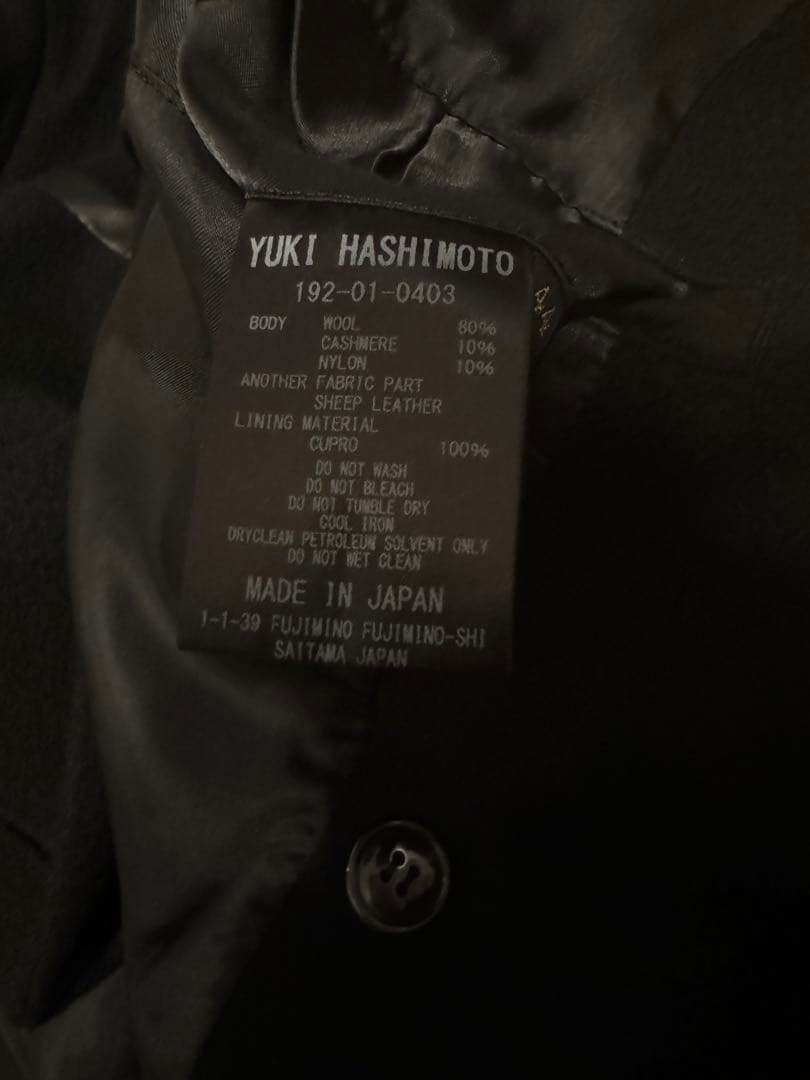 YUKI HASHIMOTO
192-01-0403
BODY WOOL 80%
CASHMERE 10%
NYLON 10%
ANOTHER FABRIC PART
SHEEP LEATHER
LINING MATERIAL
CUPRO 100%
DO NOT WASH
DO NOT BLEACH
DO NOT TUMBLE DRY
COOL IRON
DRYCLEAN PETROLEUM SOLVENT ONLY
DO NOT WET CLEAN
MADE IN JAPAN
1-1-39 FUJIMINO FUJIMINO-SHI
SAITAMA JAPAN